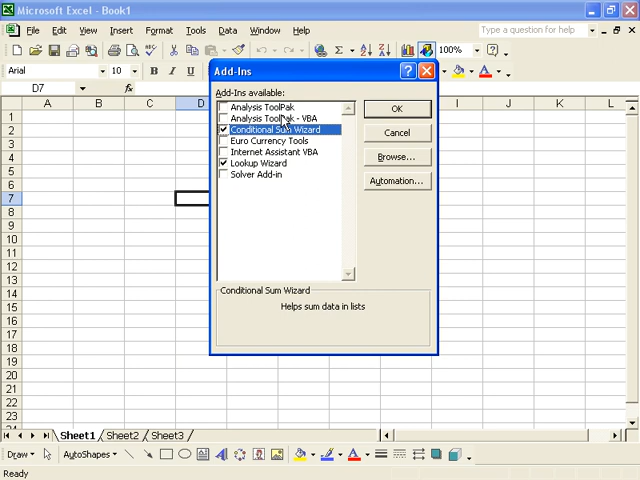 Microsoft Excel - Book1
File Edit View Insert Format Tools Data Window Help
Type a question for help
Σ
100%
Arial 10 B I U
D7 fx
A B C D I J K L
1
2
3
4
5
6
7
8
9
10
11
12
13
14
15
16
17
18
19
20
21
22
23
24
Add-Ins
Add-Ins available:
Analysis ToolPak
Analysis ToolPak - VBA
Conditional Sum Wizard
Euro Currency Tools
Internet Assistant VBA
Lookup Wizard
Solver Add-in
OK
Cancel
Browse...
Automation...
Conditional Sum Wizard
Helps sum data in lists
Sheet1 Sheet2 Sheet3
Draw AutoShapes
Ready